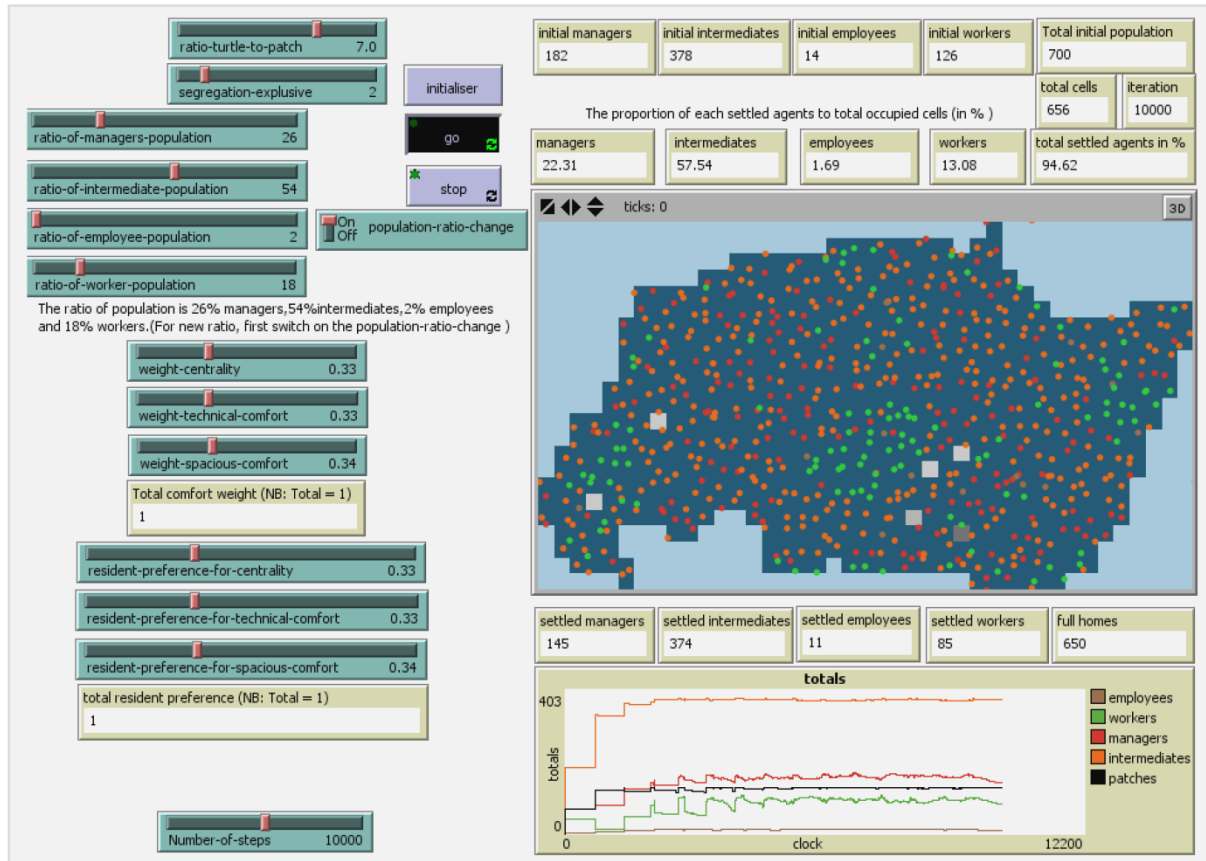 ratio-turtle-to-patch 7.0
segregation-explusive 2
initialiser
ratio-of-managers-population 26
go
ratio-of-intermediate-population 54
stop
ratio-of-employee-population 2
On
Off
population-ratio-change
ratio-of-worker-population 18
The ratio of population is 26% managers,54%intermediates,2% employees
and 18% workers.(For new ratio, first switch on the population-ratio-change )
weight-centrality 0.33
weight-technical-comfort 0.33
weight-spacious-comfort 0.34
Total comfort weight (NB: Total = 1)
1
resident-preference-for-centrality 0.33
resident-preference-for-technical-comfort 0.33
resident-preference-for-spacious-comfort 0.34
total resident preference (NB: Total = 1)
1
Number-of-steps 10000
initial managers
182
initial intermediates
378
initial employees
14
initial workers
126
Total initial population
700
total cells
656
iteration
10000
The proportion of each settled agents to total occupied cells (in % )
managers
22.31
intermediates
57.54
employees
1.69
workers
13.08
total settled agents in %
94.62
ticks: 0
3D
settled managers
145
settled intermediates
374
settled employees
11
settled workers
85
full homes
650
totals
403
totals
0
0
clock
12200
employees
workers
managers
intermediates
patches